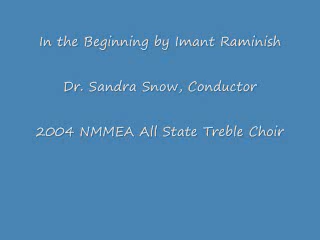 In the Beginning by Imant Raminish
Dr. Sandra Snow, Conductor
2004 NMMEA All State Treble Choir